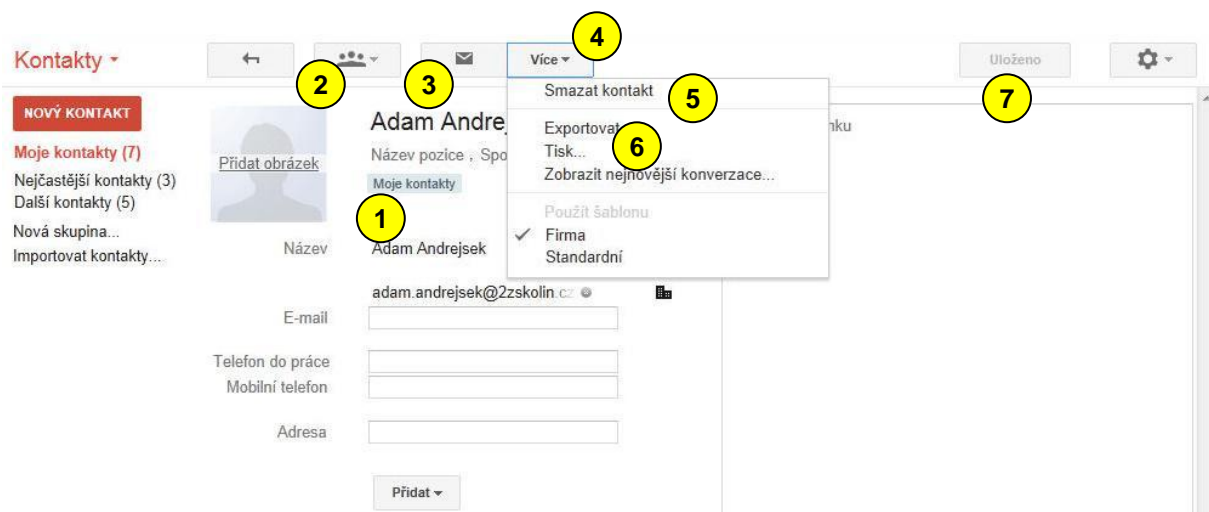 Kontakty
Více
Uloženo
4
2
3
5
7
NOVÝ KONTAKT
Moje kontakty (7)
Nejčastější kontakty (3)
Další kontakty (5)
Nová skupina...
Importovat kontakty...
Přidat obrázek
Adam Andre
Název pozice , Spo
Moje kontakty
1
Název
Adam Andrejsek
adam.andrejsek@2zskolin.cz
E-mail
Telefon do práce
Mobilní telefon
Adresa
Přidat
Smazat kontakt
Exportovat
6
Tisk...
Zobrazit nejnovější konverzace...
Použít šablonu
Firma
Standardní
nku